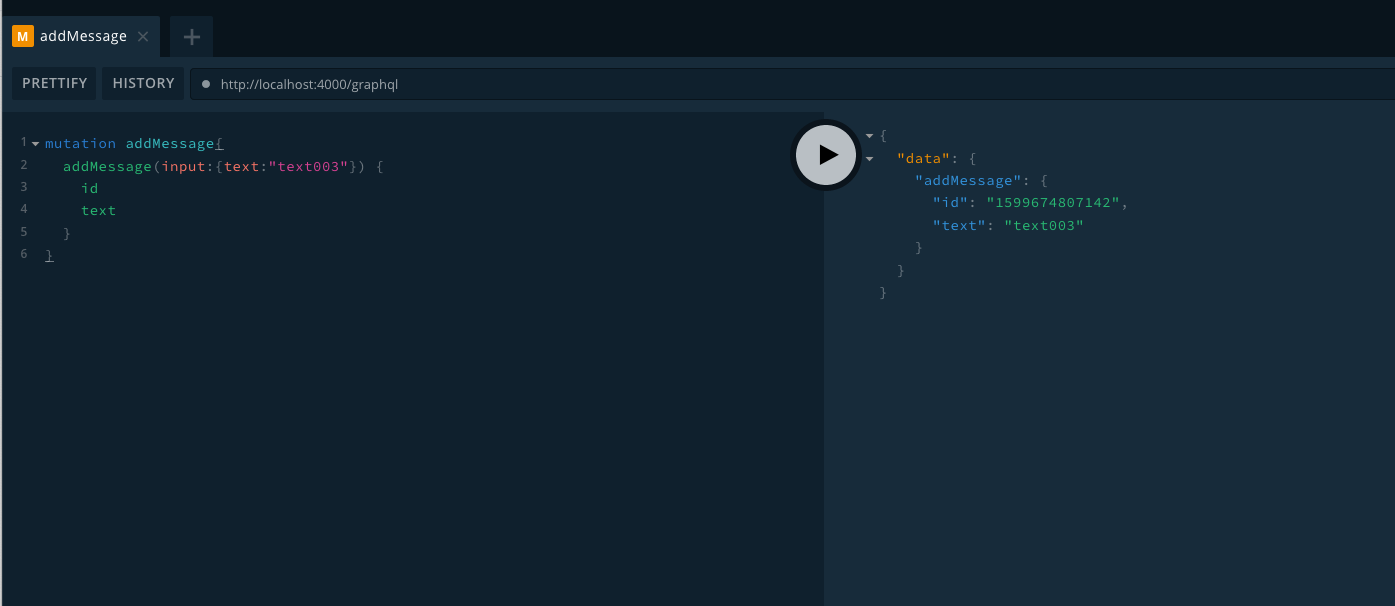 M addMessage
PRETTIFY HISTORY http://localhost:4000/graphql
1 mutation addMessage{
2 addMessage(input:{text:"text003"}) {
3 id
4 text
5 }
6 }
{
"data": {
"addMessage": {
"id": "1599674807142",
"text": "text003"
}
}
}